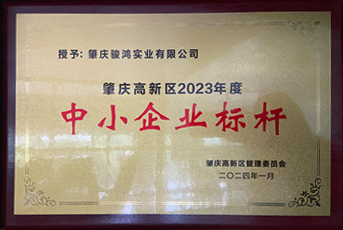 授予:肇庆骏鸿实业有限公司
肇庆高新区2023年度
中小企业标杆
肇庆高新区管理委员会
二〇二四年一月